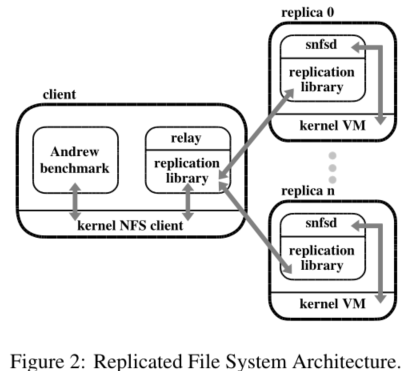 replica 0
snfsd
replication
library
kernel VM
client
Andrew
benchmark
relay
replication
library
kernel NFS client
replica n
snfsd
replication
library
kernel VM
Figure 2: Replicated File System Architecture.